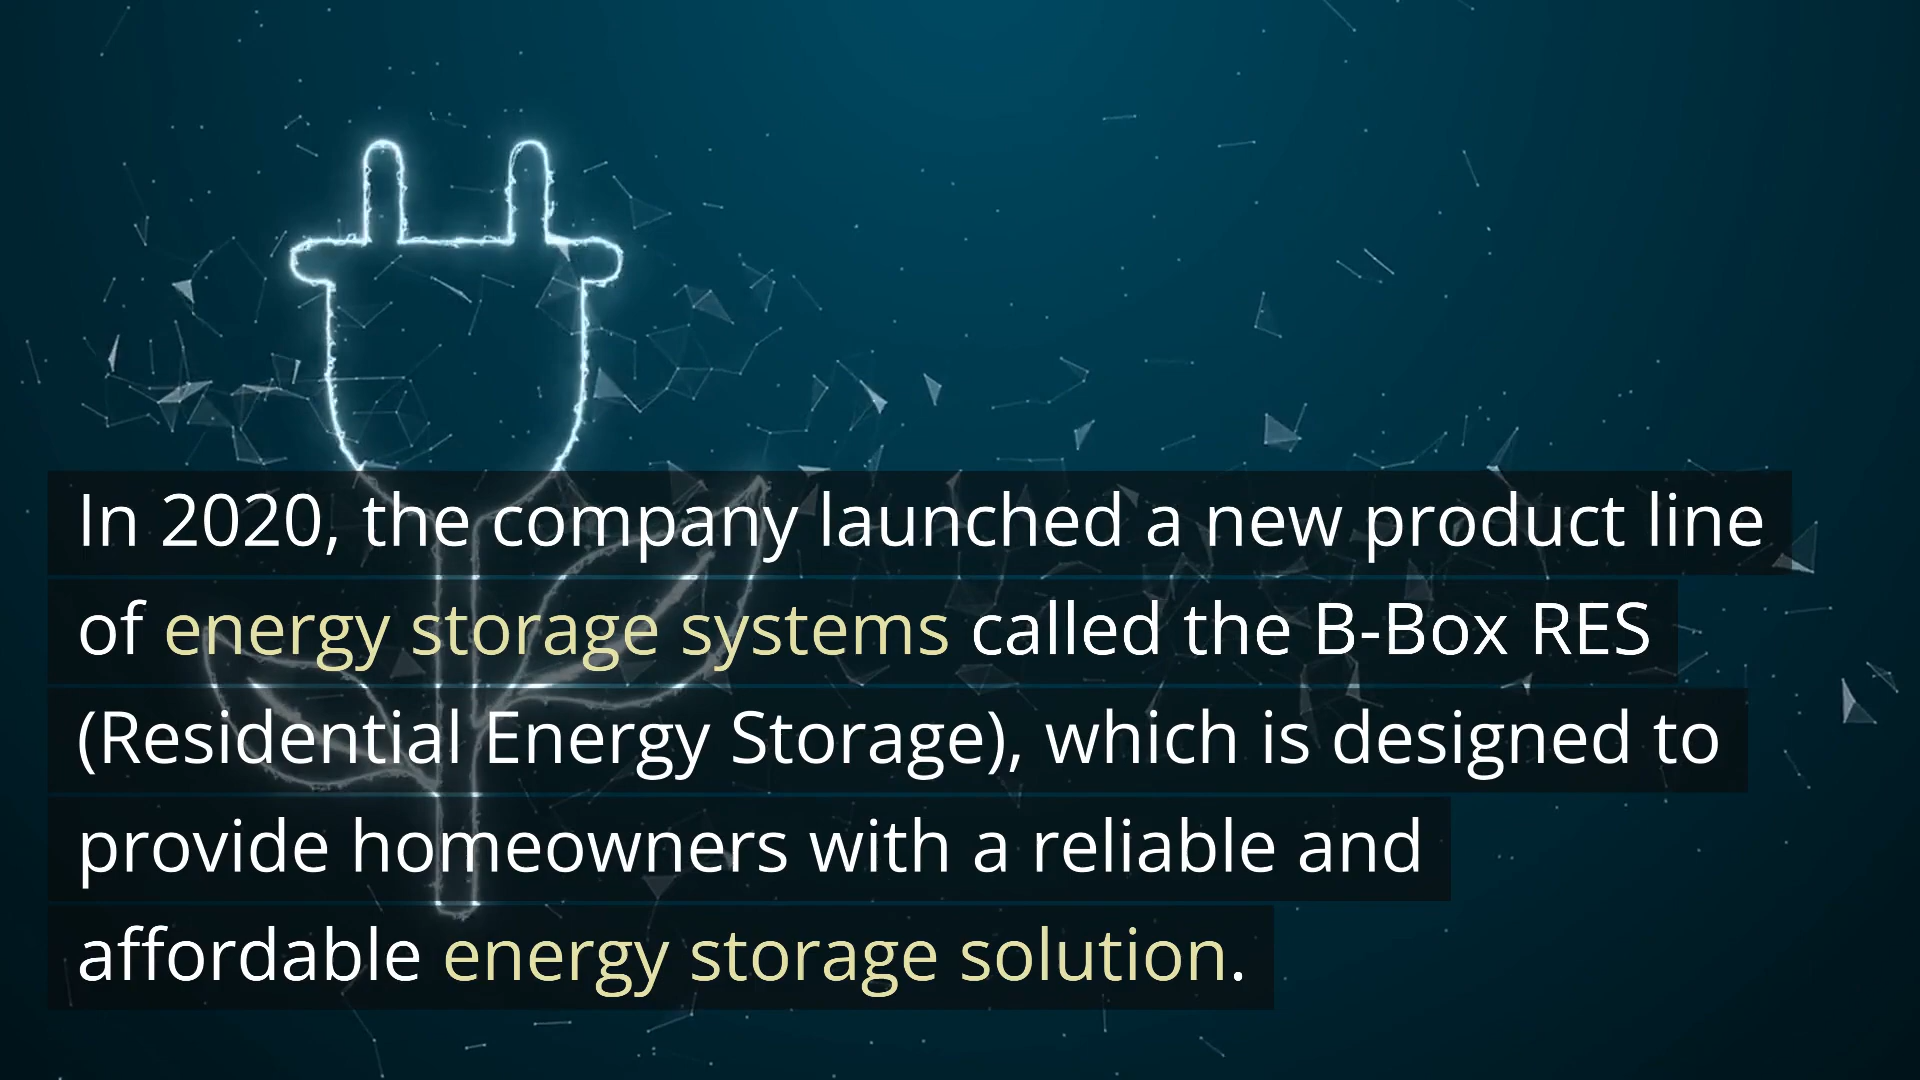 In 2020, the company launched a new product line
of energy storage systems called the B-Box RES
(Residential Energy Storage), which is designed to
provide homeowners with a reliable and
affordable energy storage solution.